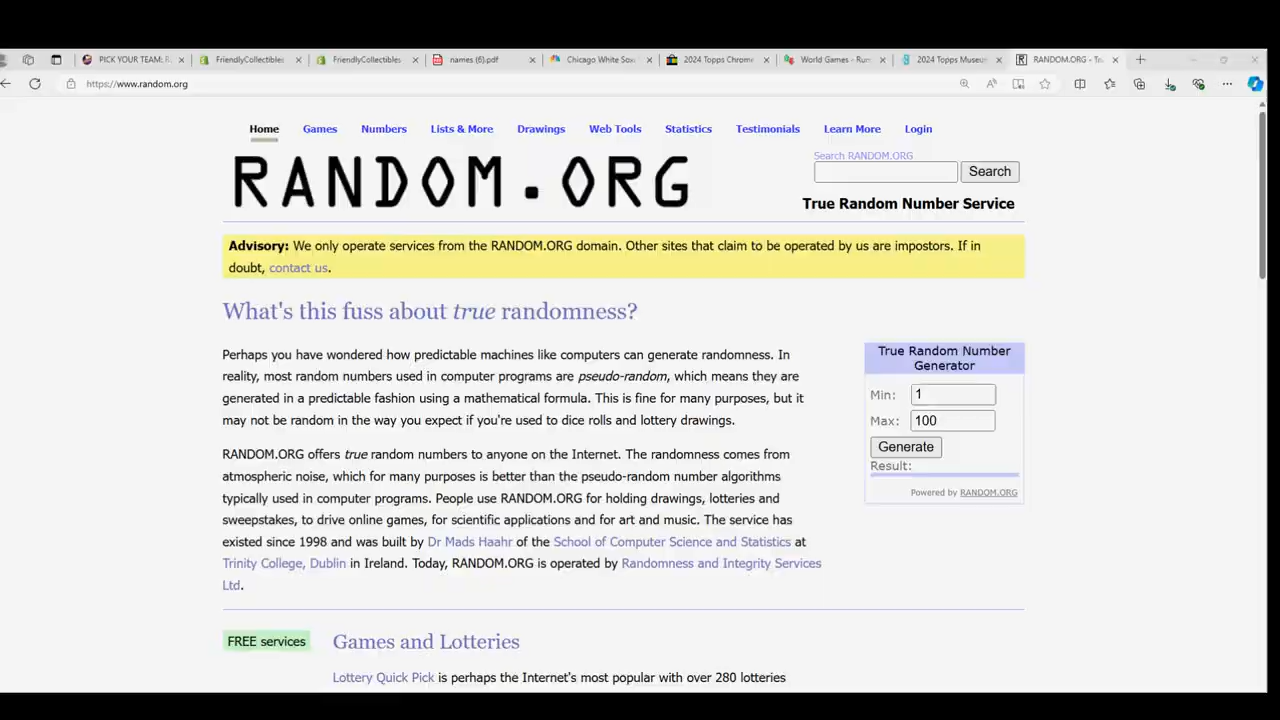 PICK YOUR TEAM: R
FriendlyCollectibles
FriendlyCollectibles
names (6).pdf
Chicago White Sox
2024 Topps Chrome
World Games - Rum
2024 Topps Museum
RANDOM.ORG - Tr
https://www.random.org
Home Games Numbers Lists & More Drawings Web Tools Statistics Testimonials Learn More Login
RANDOM.ORG
Search RANDOM.ORG
Search
True Random Number Service
Advisory: We only operate services from the RANDOM.ORG domain. Other sites that claim to be operated by us are impostors. If in
doubt, contact us.
What's this fuss about true randomness?
Perhaps you have wondered how predictable machines like computers can generate randomness. In
reality, most random numbers used in computer programs are pseudo-random, which means they are
generated in a predictable fashion using a mathematical formula. This is fine for many purposes, but it
may not be random in the way you expect if you're used to dice rolls and lottery drawings.
RANDOM.ORG offers true random numbers to anyone on the Internet. The randomness comes from
atmospheric noise, which for many purposes is better than the pseudo-random number algorithms
typically used in computer programs. People use RANDOM.ORG for holding drawings, lotteries and
sweepstakes, to drive online games, for scientific applications and for art and music. The service has
existed since 1998 and was built by Dr Mads Haahr of the School of Computer Science and Statistics at
Trinity College, Dublin in Ireland. Today, RANDOM.ORG is operated by Randomness and Integrity Services
Ltd.
True Random Number
Generator
Min: 1
Max: 100
Generate
Result:
Powered by RANDOM.ORG
FREE services
Games and Lotteries
Lottery Quick Pick is perhaps the Internet's most popular with over 280 lotteries